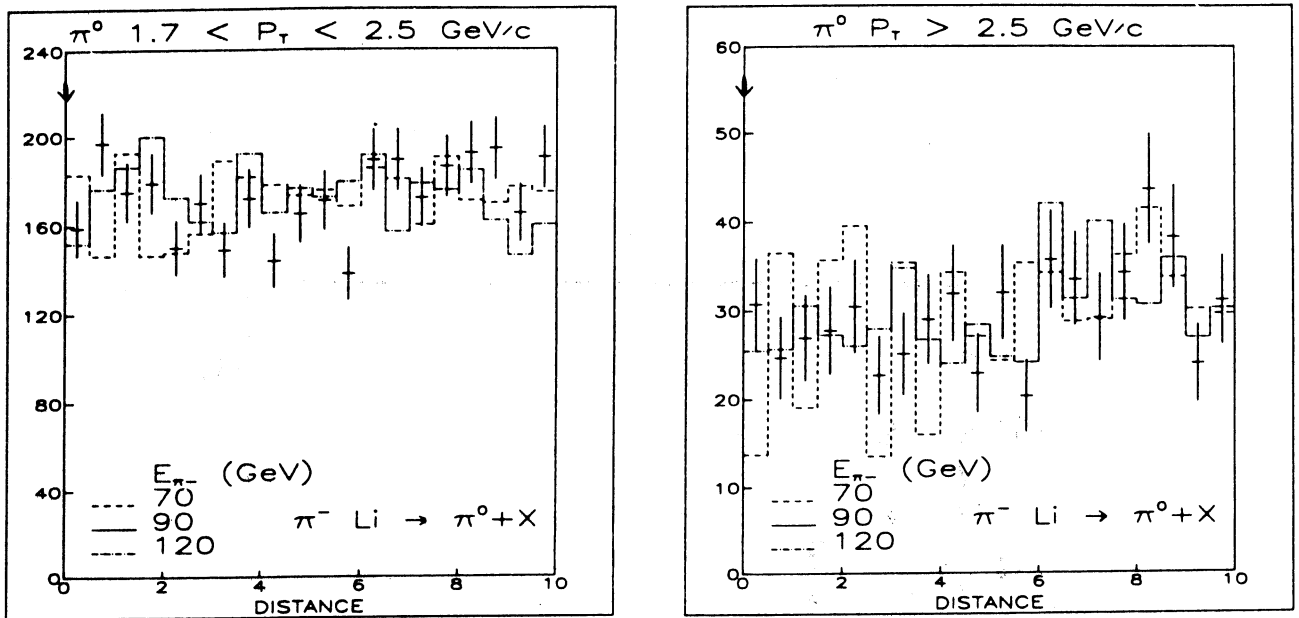 π° 1.7 < P_T < 2.5 GeV/c
240
200
160
120
80
40
0
E_π- (GeV)
70
90
120
π⁻ Li → π°+X
0 2 4 6 8 10
DISTANCE
π° P_T > 2.5 GeV/c
60
50
40
30
20
10
0
E_π- (GeV)
70
90
120
π⁻ Li → π°+X
0 2 4 6 8 10
DISTANCE